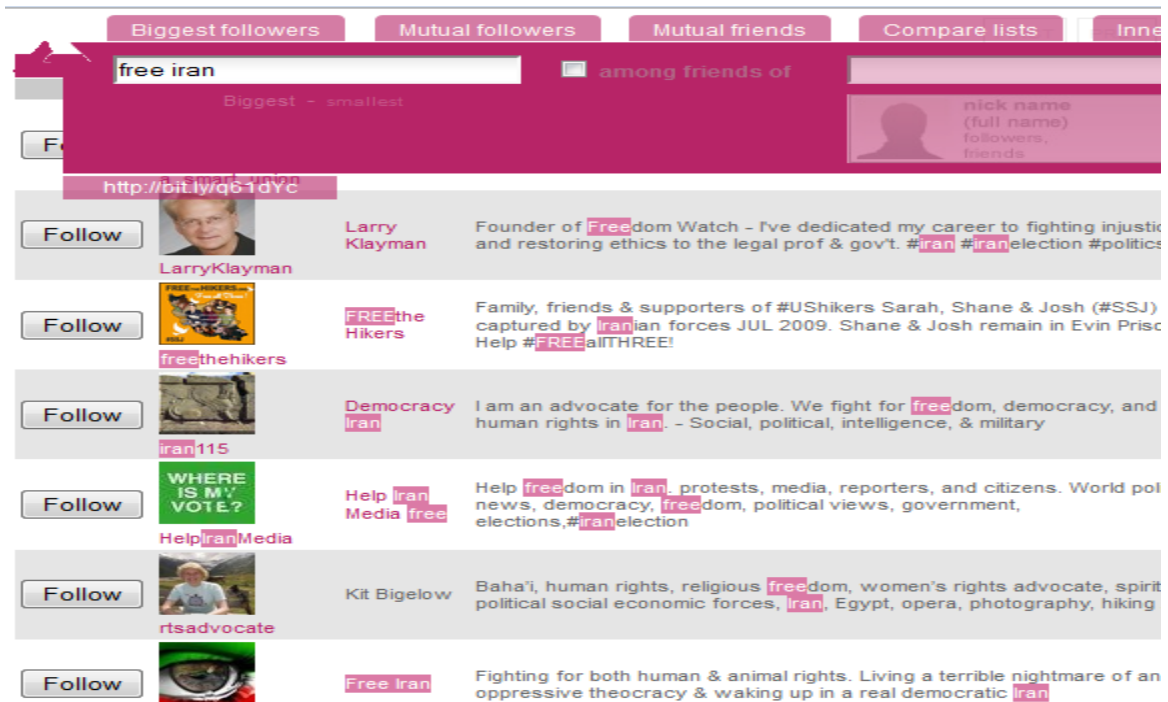 Biggest followers
Mutual followers
Mutual friends
Compare lists
Inne
free iran
among friends of
Biggest - smallest
nick name
(full name)
followers,
friends
a smart union
http://bit.ly/q61dYc
Follow
LarryKlayman
Larry
Klayman
Founder of Freedom Watch - I've dedicated my career to fighting injustic
and restoring ethics to the legal prof & gov't. #iran #iranelection #politics
Follow
#SSJ
freethehikers
FREEthe
Hikers
Family, friends & supporters of #UShikers Sarah, Shane & Josh (#SSJ)
captured by Iranian forces JUL 2009. Shane & Josh remain in Evin Prisc
Help #FREEallTHREE!
Follow
iran115
Democracy
Iran
I am an advocate for the people. We fight for freedom, democracy, and
human rights in Iran. - Social, political, intelligence, & military
Follow
WHERE
IS MY
VOTE?
HelpIranMedia
Help Iran
Media free
Help freedom in Iran. protests, media, reporters, and citizens. World poli
news, democracy, freedom, political views, government,
elections,#iranelection
Follow
rtsadvocate
Kit Bigelow
Baha'i, human rights, religious freedom, women's rights advocate, spirit
political social economic forces, Iran, Egypt, opera, photography, hiking
Follow
Free Iran
Fighting for both human & animal rights. Living a terrible nightmare of an
oppressive theocracy & waking up in a real democratic Iran